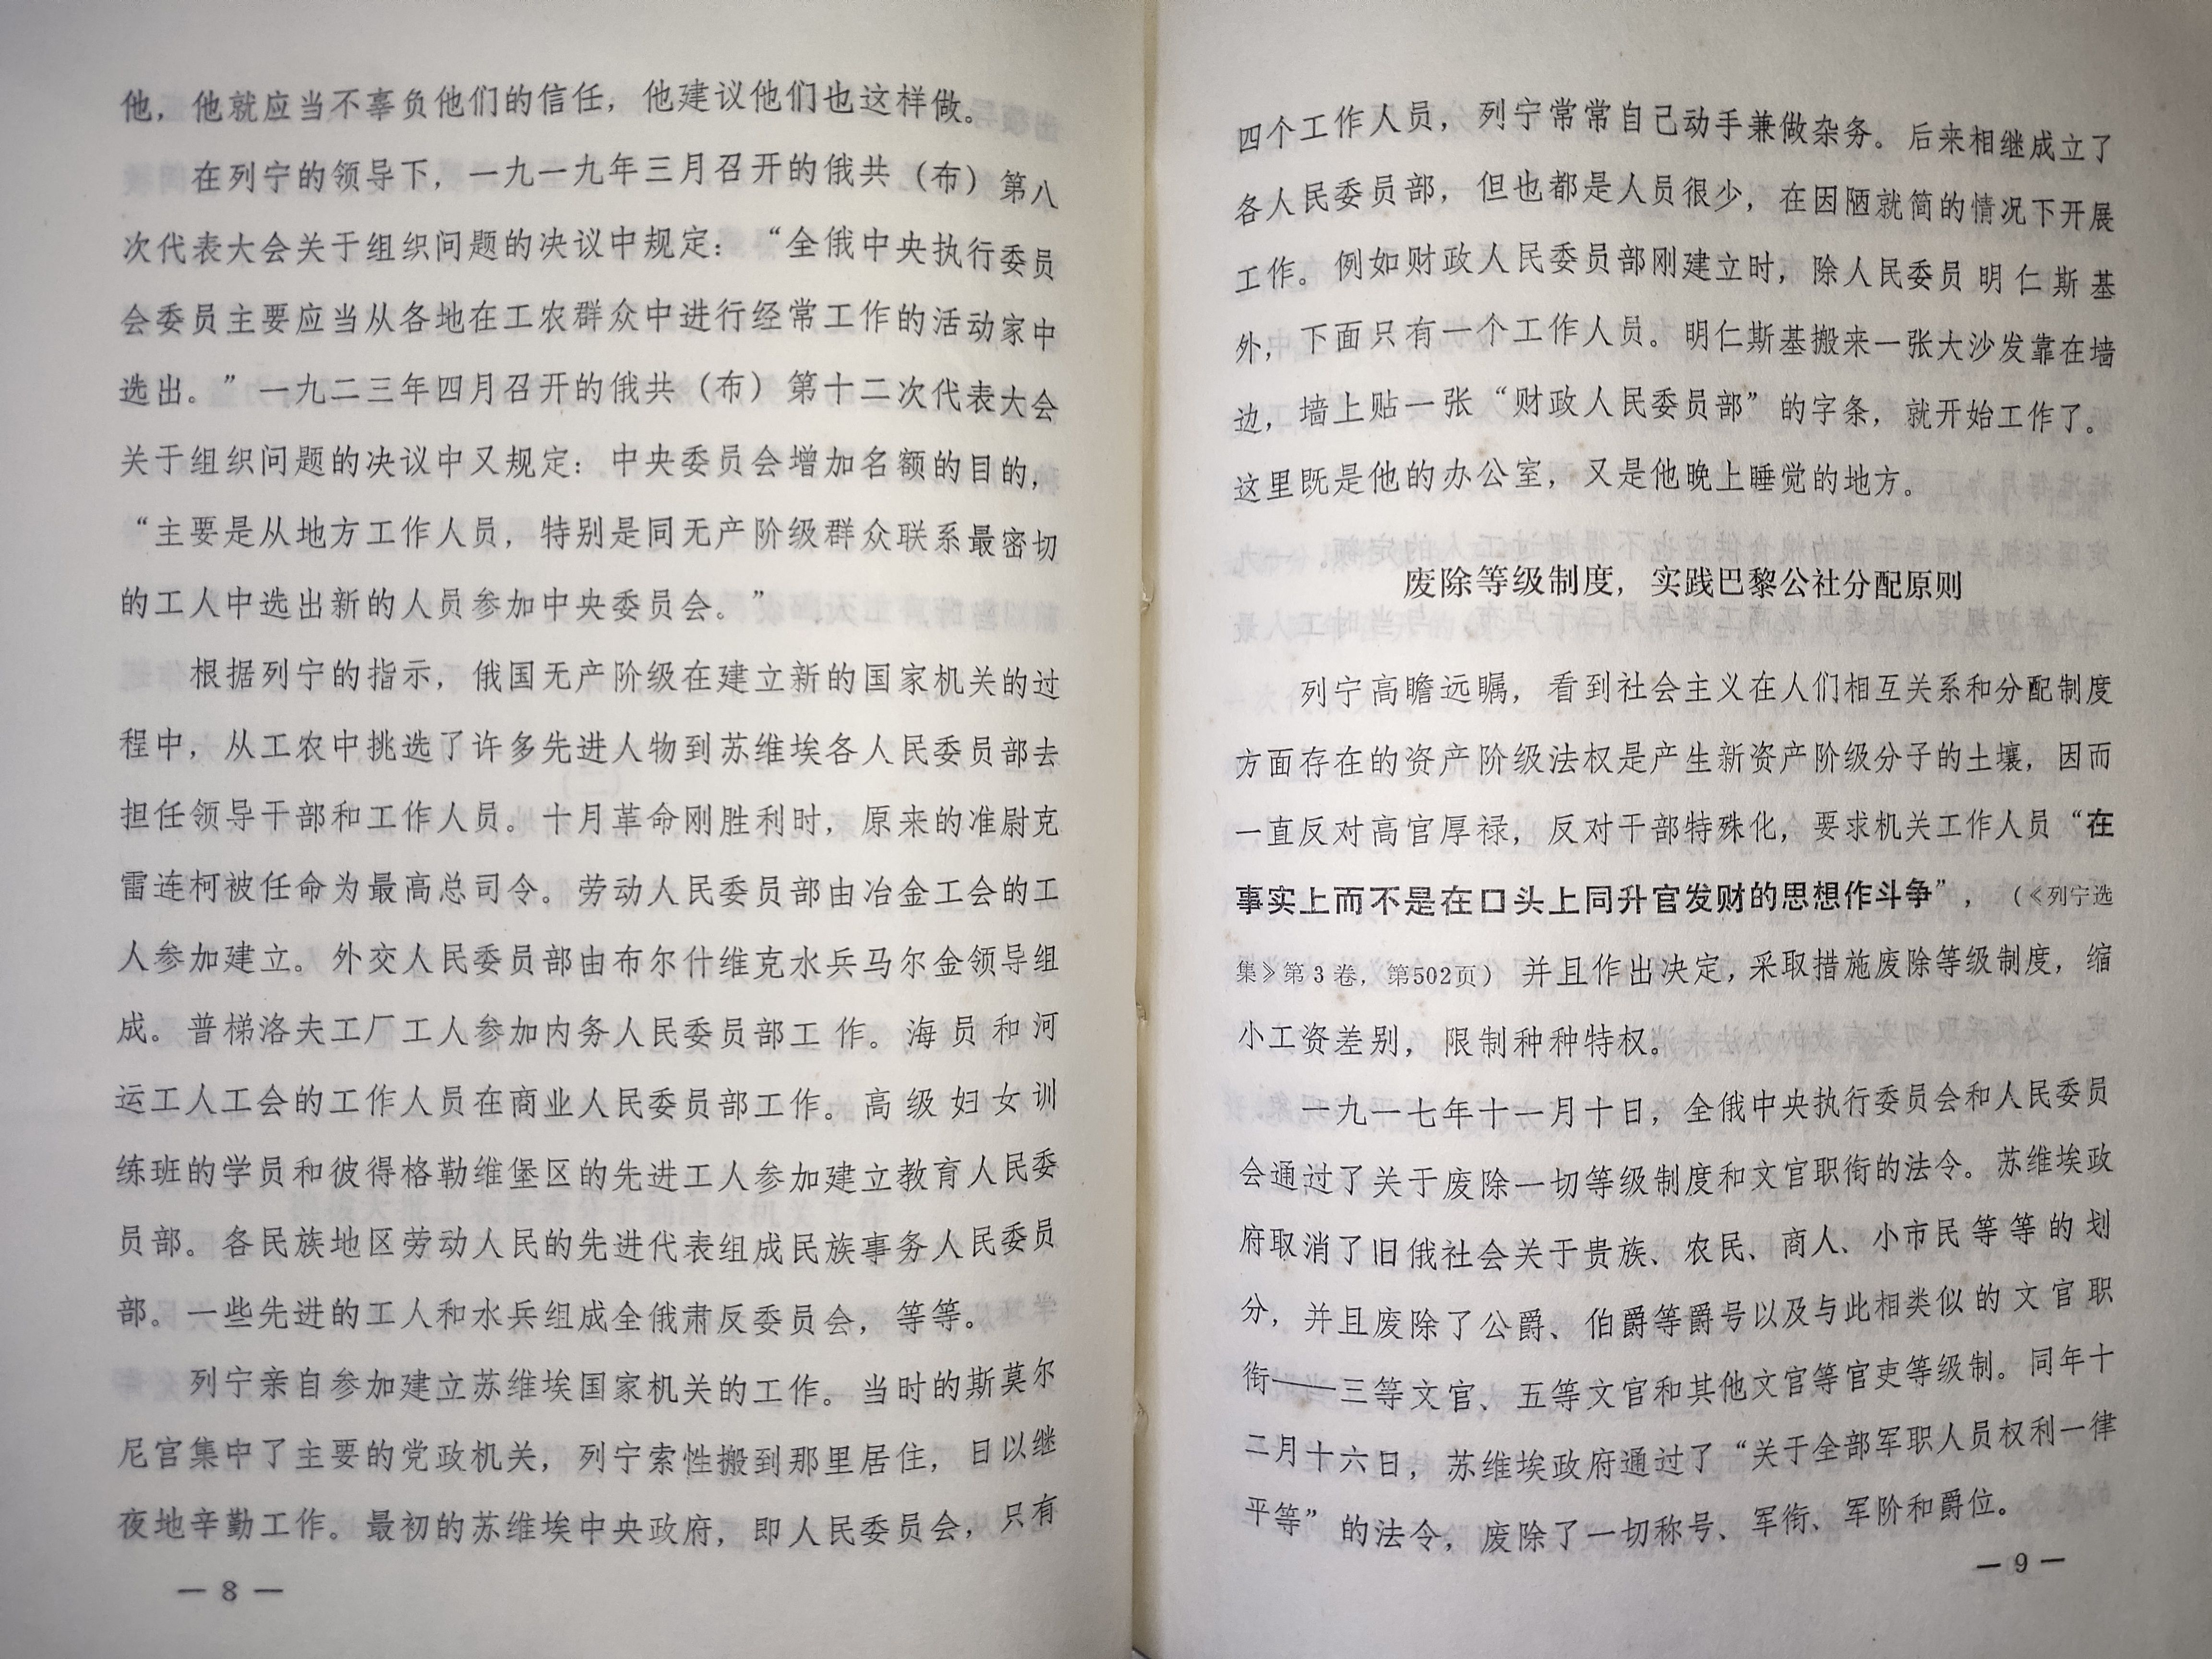 他，他就应当不辜负他们的信任，他建议他们也这样做。
在列宁的领导下，一九一九年三月召开的俄共（布）第八
次代表大会关于组织问题的决议中规定：“全俄中央执行委员
会委员主要应当从各地在工农群众中进行经常工作的活动家中
选出。”一九二三年四月召开的俄共（布）第十二次代表大会
关于组织问题的决议中又规定：中央委员会增加名额的目的，
“主要是从地方工作人员，特别是同无产阶级群众联系最密切
的工人中选出新的人员参加中央委员会。”
根据列宁的指示，俄国无产阶级在建立新的国家机关的过
程中，从工农中挑选了许多先进人物到苏维埃各人民委员部去
担任领导干部和工作人员。十月革命刚胜利时，原来的准尉克
雷连柯被任命为最高总司令。劳动人民委员部由冶金工会的工
人参加建立。外交人民委员部由布尔什维克水兵马尔金领导组
成。普梯洛夫工厂工人参加内务人民委员部工作。海员和河
运工人工会的工作人员在商业人民委员部工作。高级妇女训
练班的学员和彼得格勒维堡区的先进工人参加建立教育人民委
员部。各民族地区劳动人民的先进代表组成民族事务人民委员
部。一些先进的工人和水兵组成全俄肃反委员会，等等。
列宁亲自参加建立苏维埃国家机关的工作。当时的斯莫尔
尼宫集中了主要的党政机关，列宁索性搬到那里居住，日以继
夜地辛勤工作。最初的苏维埃中央政府，即人民委员会，只有
— 8 —
四个工作人员，列宁常常自己动手兼做杂务。后来相继成立了
各人民委员部，但也都是人员很少，在因陋就简的情况下开展
工作。例如财政人民委员部刚建立时，除人民委员明仁斯基
外，下面只有一个工作人员。明仁斯基搬来一张大沙发靠在墙
边，墙上贴一张“财政人民委员部”的字条，就开始工作了。
这里既是他的办公室，又是他晚上睡觉的地方。
废除等级制度，实践巴黎公社分配原则
列宁高瞻远瞩，看到社会主义在人们相互关系和分配制度
方面存在的资产阶级法权是产生新资产阶级分子的土壤，因而
一直反对高官厚禄，反对干部特殊化，要求机关工作人员“在
事实上而不是在口头上同升官发财的思想作斗争”，（《列宁选
集》第3卷，第502页）并且作出决定，采取措施废除等级制度，缩
小工资差别，限制种种特权。
一九一七年十一月十日，全俄中央执行委员会和人民委员
会通过了关于废除一切等级制度和文官职衔的法令。苏维埃政
府取消了旧俄社会关于贵族、农民、商人、小市民等等的划
分，并且废除了公爵、伯爵等爵号以及与此相类似的文官职
衔——三等文官、五等文官和其他文官等官吏等级制。同年十
二月十六日，苏维埃政府通过了“关于全部军职人员权利一律
平等”的法令，废除了一切称号、军衔、军阶和爵位。
— 9 —